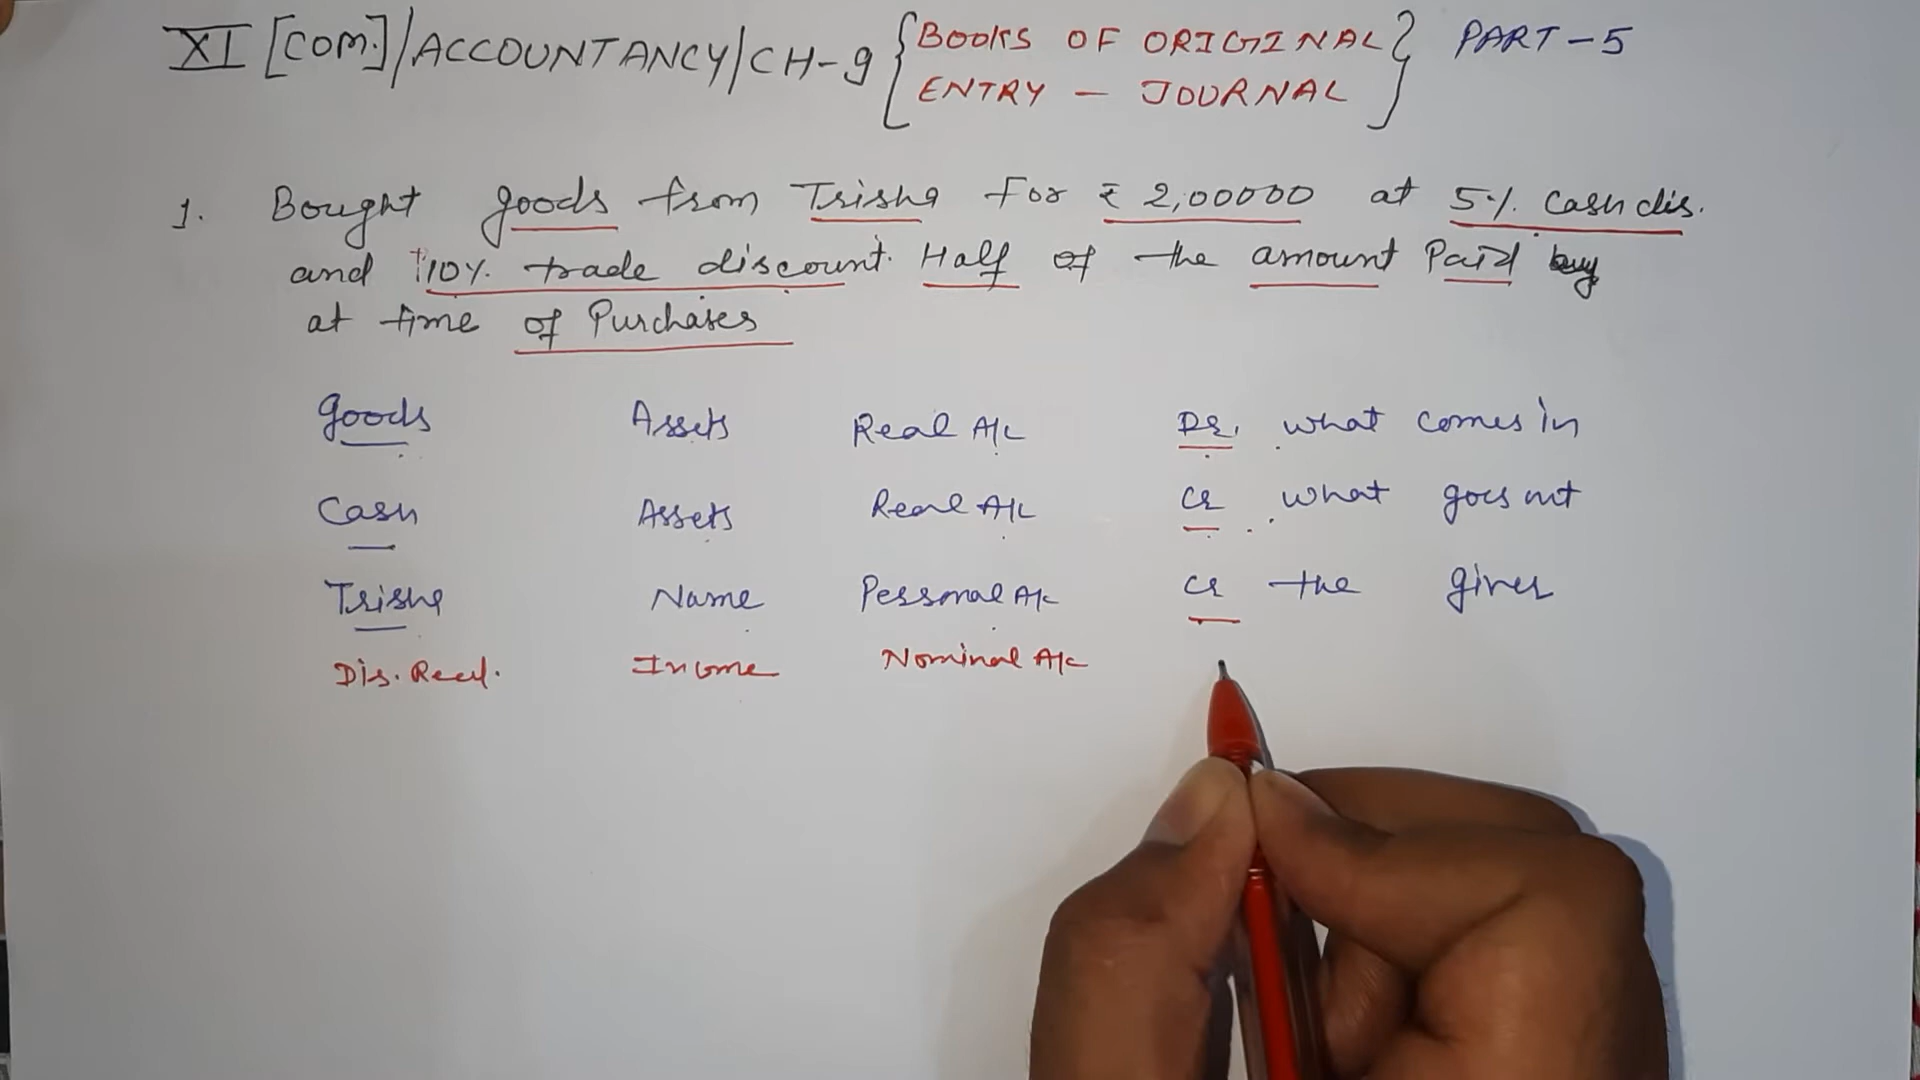 XI [COM.]/ACCOUNTANCY/CH-9 {BOOKS OF ORIGINAL ENTRY - JOURNAL} PART-5
1. Bought goods from Trisha For ₹ 2,00000 at 5% Cash dis.
and 10% trade discount. Half of the amount Paid
at time of Purchases
goods Assets Real A/c Dr. what comes in
Cash Assets Real A/c Cr. what goes out
Trisha Name Personal A/c Cr the giver
Dis. Recd. Income Nominal A/c